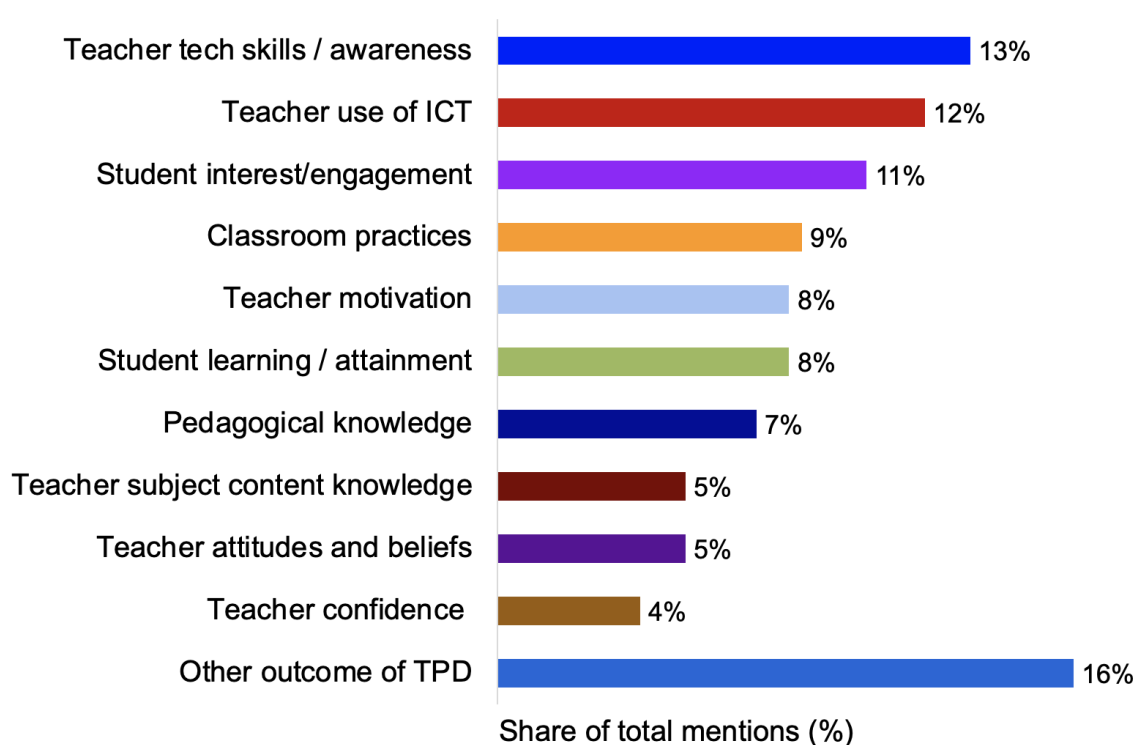 Teacher tech skills / awareness 13%
Teacher use of ICT 12%
Student interest/engagement 11%
Classroom practices 9%
Teacher motivation 8%
Student learning / attainment 8%
Pedagogical knowledge 7%
Teacher subject content knowledge 5%
Teacher attitudes and beliefs 5%
Teacher confidence 4%
Other outcome of TPD 16%
Share of total mentions (%)